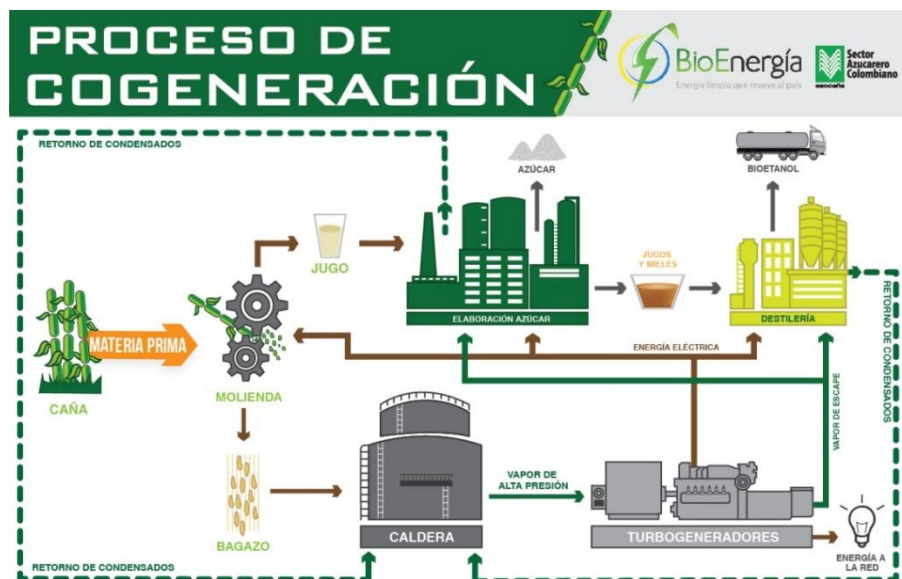 PROCESO DE
COGENERACIÓN
BioEnergía
Energía limpia que mueve al país
Sector
Azucarero
Colombiano
asocaña
RETORNO DE CONDENSADOS
AZÚCAR
BIOETANOL
JUGO
JUGOS
Y MIELES
ELABORACIÓN AZÚCAR
DESTILERÍA
MATERIA PRIMA
ENERGÍA ELÉCTRICA
RETORNO DE CONDENSADOS
CAÑA
MOLIENDA
VAPOR DE ESCAPE
VAPOR DE
ALTA PRESIÓN
BAGAZO
CALDERA
TURBOGENERADORES
ENERGÍA A
LA RED
RETORNO DE CONDENSADOS